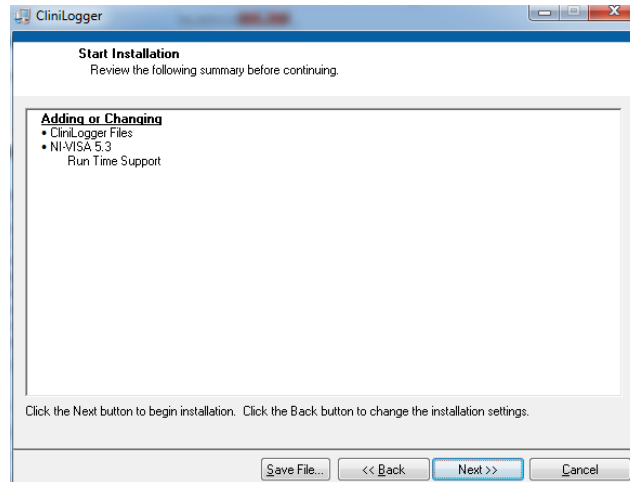 CliniLogger
Start Installation
Review the following summary before continuing.
Adding or Changing
• CliniLogger Files
• NI-VISA 5.3
Run Time Support
Click the Next button to begin installation. Click the Back button to change the installation settings.
Save File... << Back Next >> Cancel